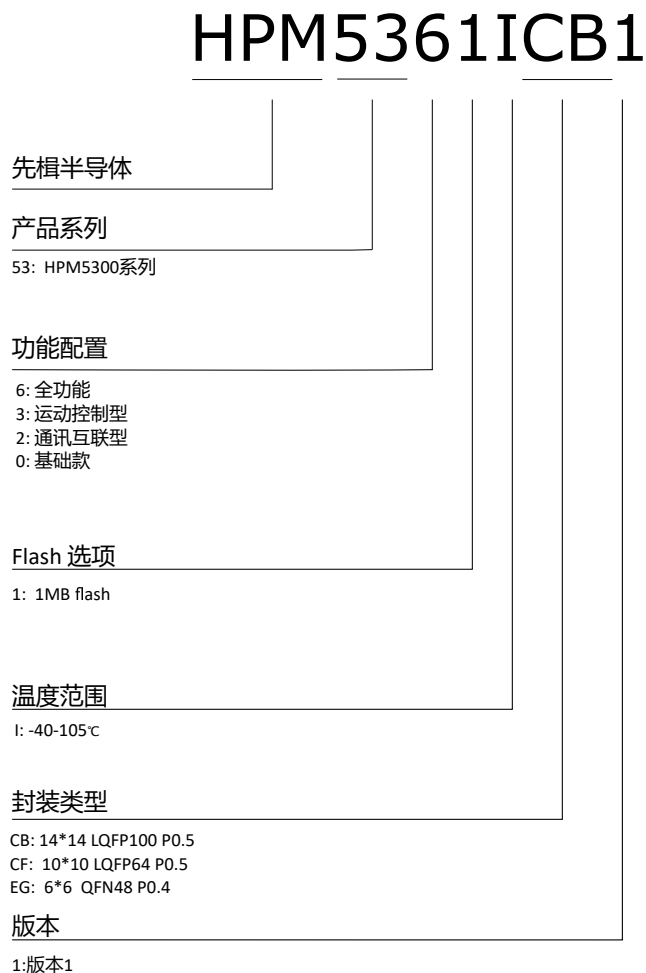 HPM5361ICB1
先楫半导体
产品系列
53: HPM5300系列
功能配置
6: 全功能
3: 运动控制型
2: 通讯互联型
0: 基础款
Flash 选项
1: 1MB flash
温度范围
I: -40-105℃
封装类型
CB: 14*14 LQFP100 P0.5
CF: 10*10 LQFP64 P0.5
EG: 6*6 QFN48 P0.4
版本
1:版本1